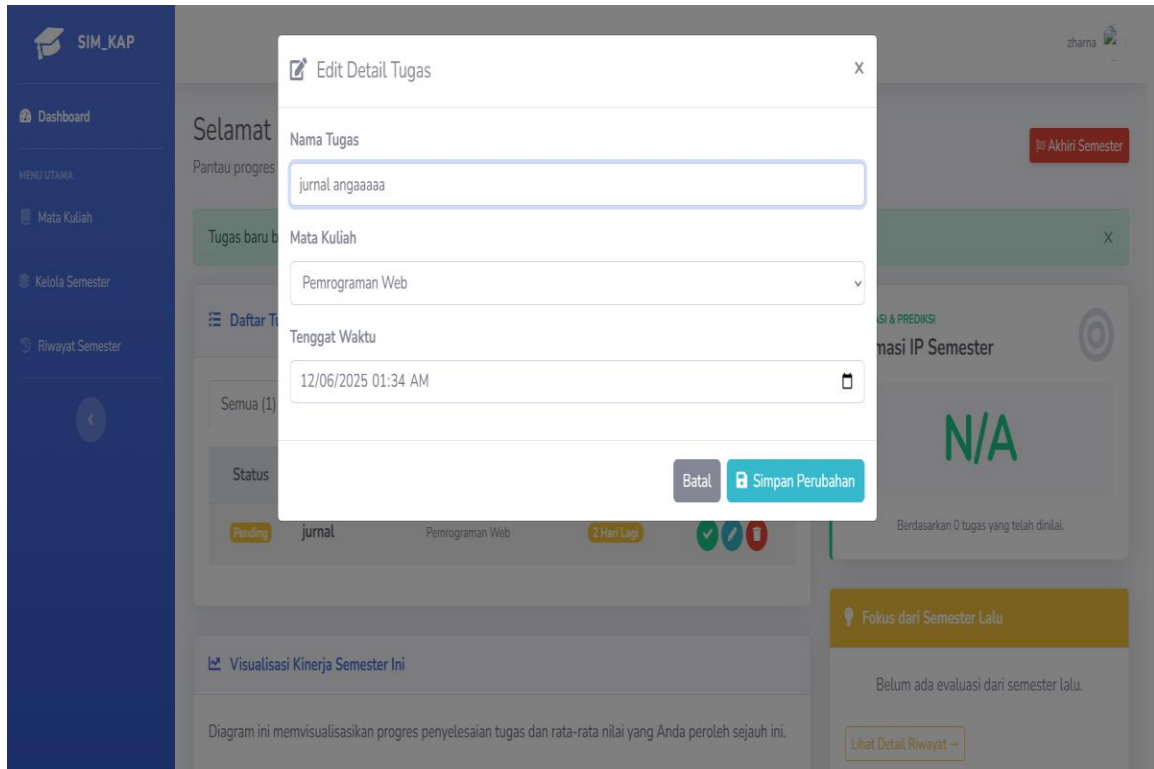 SIM_KAP
zharna
Dashboard
MENU UTAMA
Mata Kuliah
Kelola Semester
Riwayat Semester
Selamat
Pantau progres
Akhiri Semester
Tugas baru b
X
Edit Detail Tugas
X
Nama Tugas
jurnal angaaaaa
Mata Kuliah
Pemrograman Web
Tenggat Waktu
12/06/2025 01:34 AM
Batal
Simpan Perubahan
Daftar Tu
Semua (1)
Status
Pending
jurnal
Pemrograman Web
2 Hari Lagi
SI & PREDIKSI
masi IP Semester
N/A
Berdasarkan 0 tugas yang telah dinilai.
Fokus dari Semester Lalu
Belum ada evaluasi dari semester lalu.
Lihat Detail Riwayat →
Visualisasi Kinerja Semester Ini
Diagram ini memvisualisasikan progres penyelesaian tugas dan rata-rata nilai yang Anda peroleh sejauh ini.